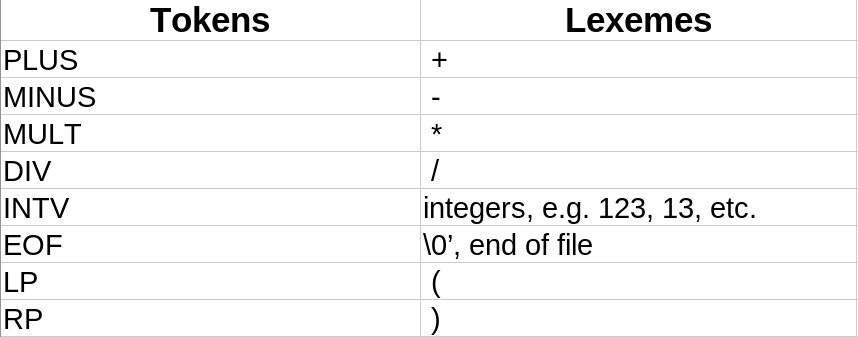 Tokens Lexemes
PLUS +
MINUS -
MULT *
DIV /
INTV integers, e.g. 123, 13, etc.
EOF \0’, end of file
LP (
RP )